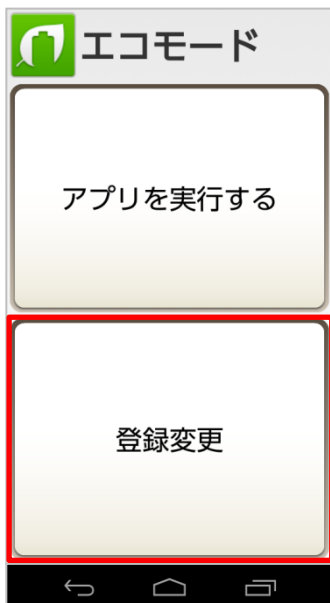 エコモード
アプリを実行する
登録変更